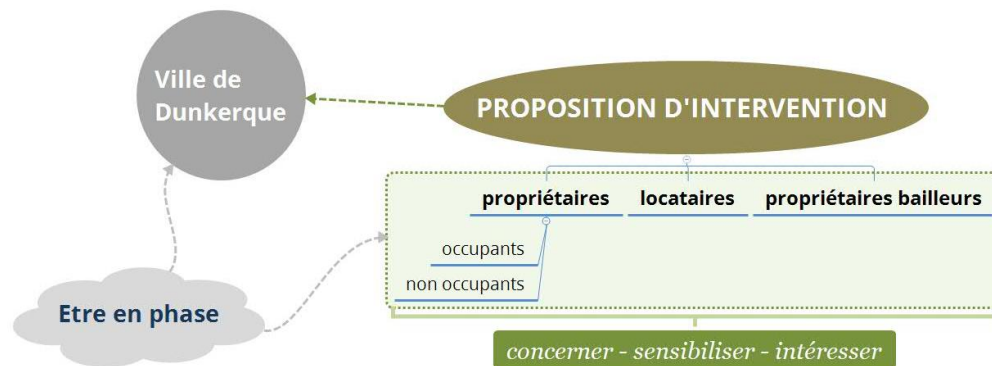 Ville de
Dunkerque
PROPOSITION D'INTERVENTION
propriétaires
locataires
propriétaires bailleurs
occupants
non occupants
Etre en phase
concerner - sensibiliser - intéresser